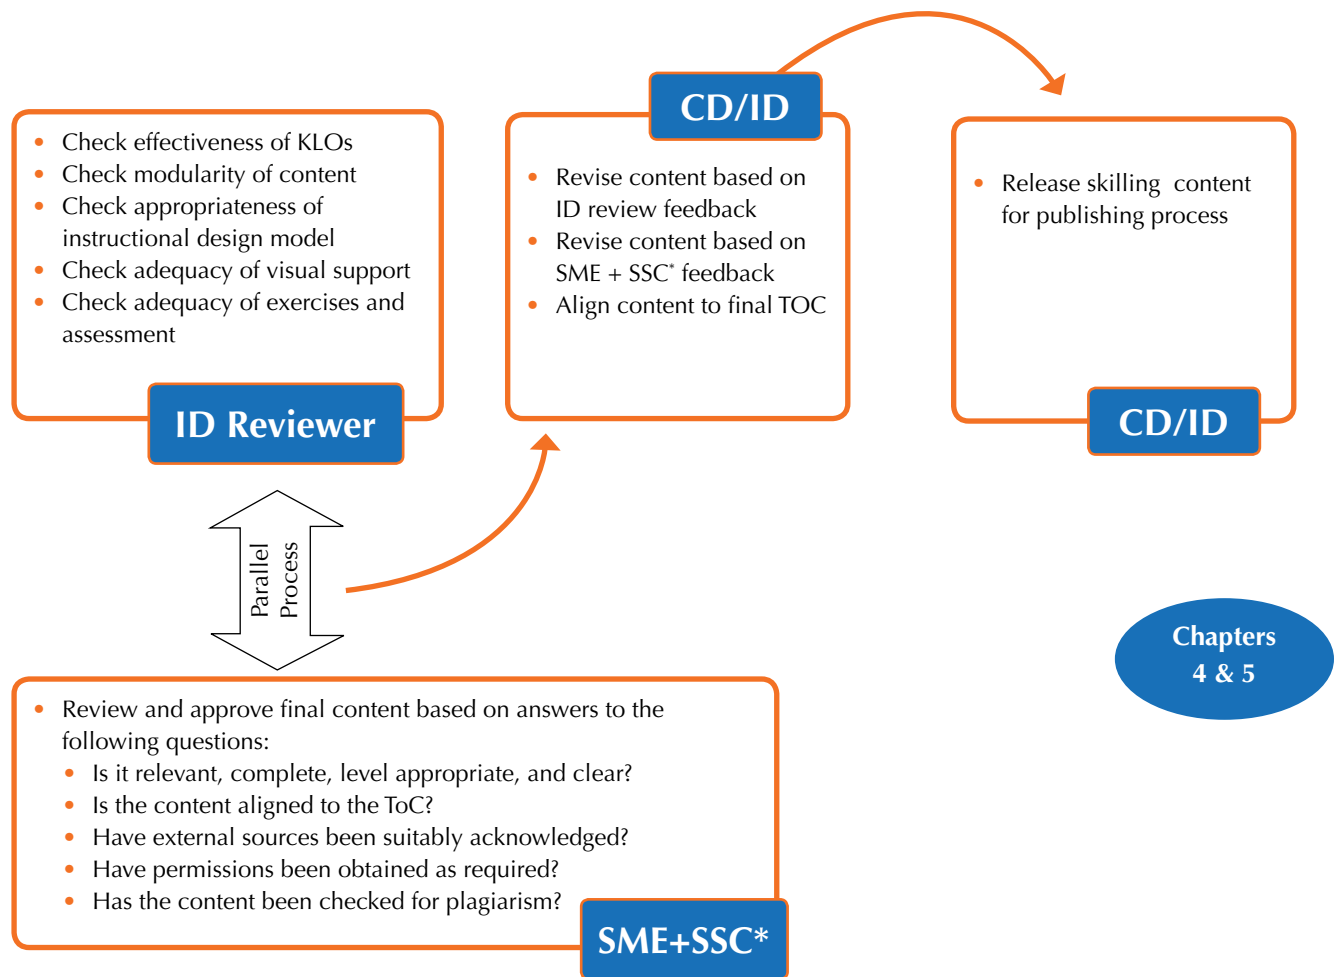 • Check effectiveness of KLOs
• Check modularity of content
• Check appropriateness of
instructional design model
• Check adequacy of visual support
• Check adequacy of exercises and
assessment
ID Reviewer
CD/ID
• Revise content based on
ID review feedback
• Revise content based on
SME + SSC* feedback
• Align content to final TOC
• Release skilling content
for publishing process
CD/ID
Parallel
Process
Chapters
4 & 5
• Review and approve final content based on answers to the
following questions:
• Is it relevant, complete, level appropriate, and clear?
• Is the content aligned to the ToC?
• Have external sources been suitably acknowledged?
• Have permissions been obtained as required?
• Has the content been checked for plagiarism?
SME+SSC*